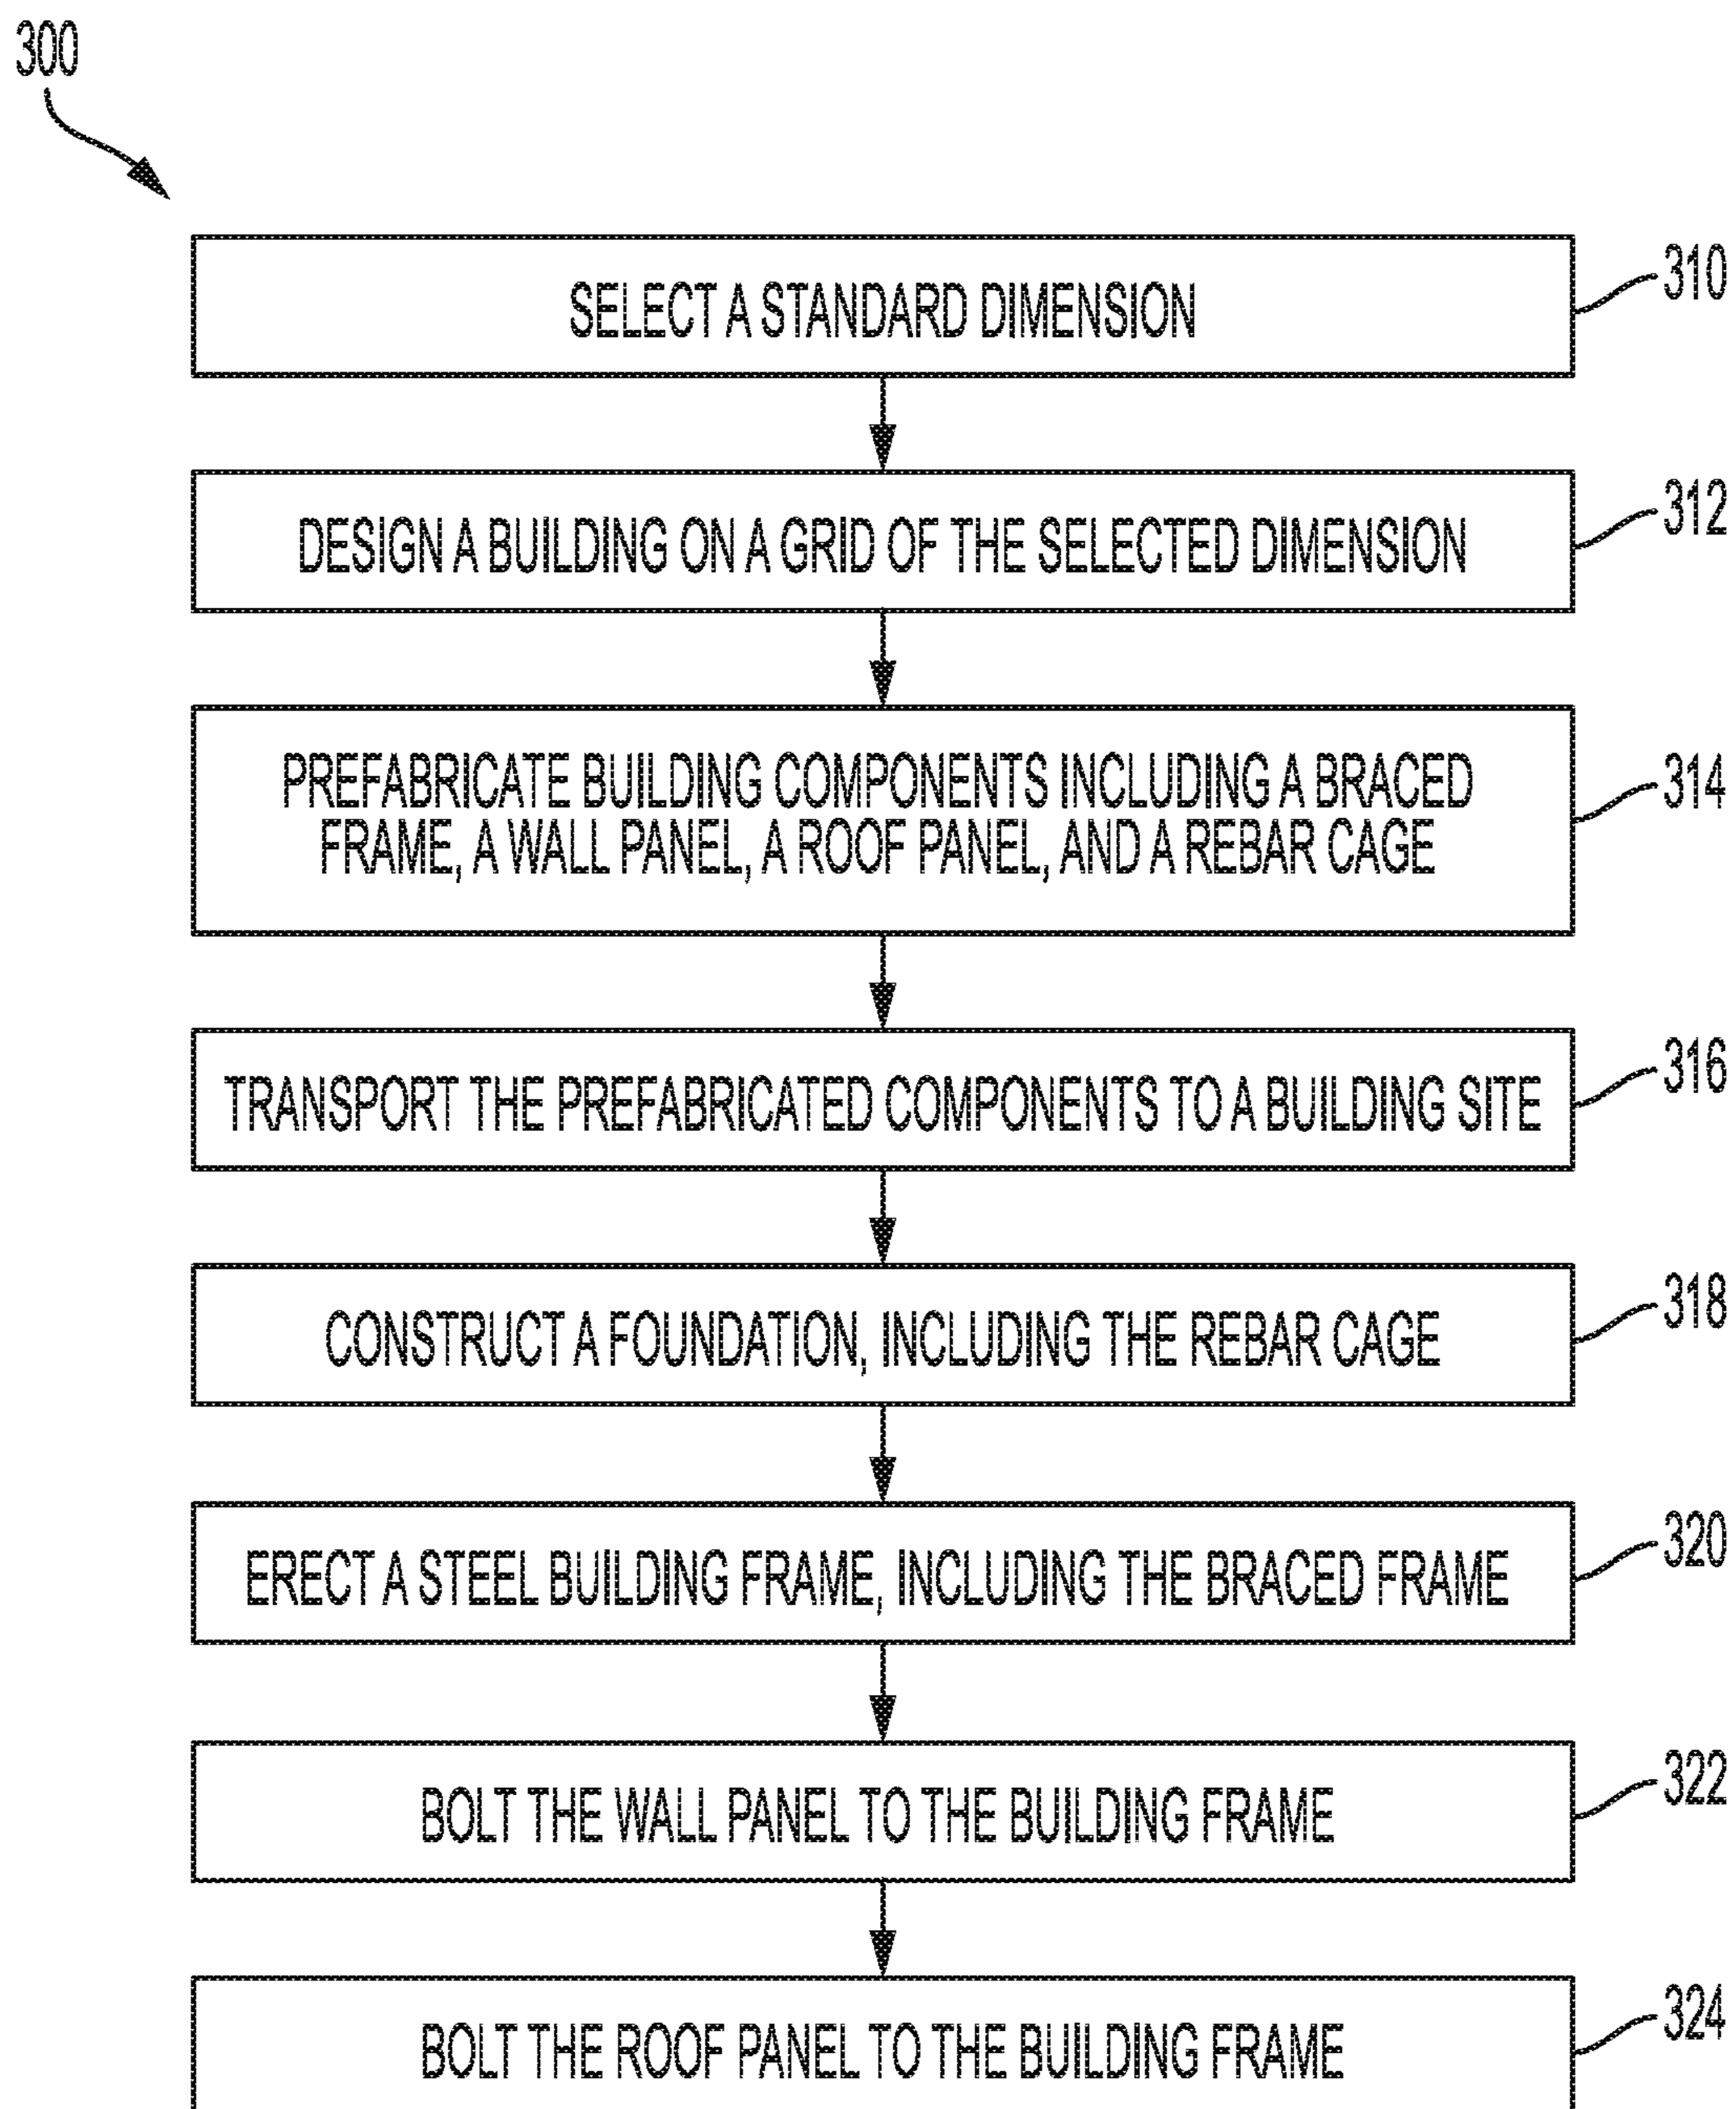 300
SELECT A STANDARD DIMENSION
310
DESIGN A BUILDING ON A GRID OF THE SELECTED DIMENSION
312
PREFABRICATE BUILDING COMPONENTS INCLUDING A BRACED
FRAME, A WALL PANEL, A ROOF PANEL, AND A REBAR CAGE
314
TRANSPORT THE PREFABRICATED COMPONENTS TO A BUILDING SITE
316
CONSTRUCT A FOUNDATION, INCLUDING THE REBAR CAGE
318
ERECT A STEEL BUILDING FRAME, INCLUDING THE BRACED FRAME
320
BOLT THE WALL PANEL TO THE BUILDING FRAME
322
BOLT THE ROOF PANEL TO THE BUILDING FRAME
324